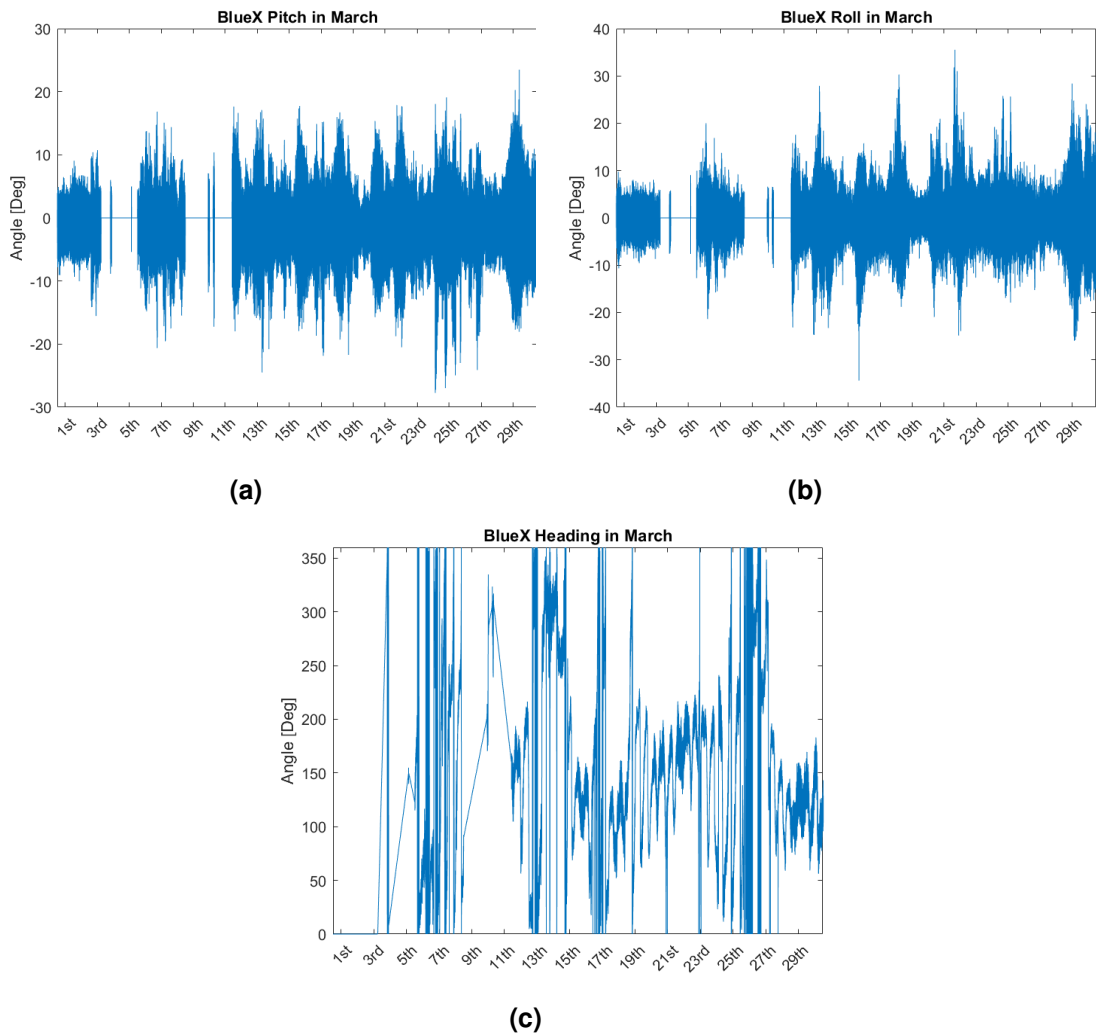 BlueX Pitch in March
Angle [Deg]
30
20
10
0
-10
-20
-30
1st 3rd 5th 7th 9th 11th 13th 15th 17th 19th 21st 23rd 25th 27th 29th
(a)
BlueX Roll in March
Angle [Deg]
40
30
20
10
0
-10
-20
-30
-40
1st 3rd 5th 7th 9th 11th 13th 15th 17th 19th 21st 23rd 25th 27th 29th
(b)
BlueX Heading in March
Angle [Deg]
350
300
250
200
150
100
50
0
1st 3rd 5th 7th 9th 11th 13th 15th 17th 19th 21st 23rd 25th 27th 29th
(c)